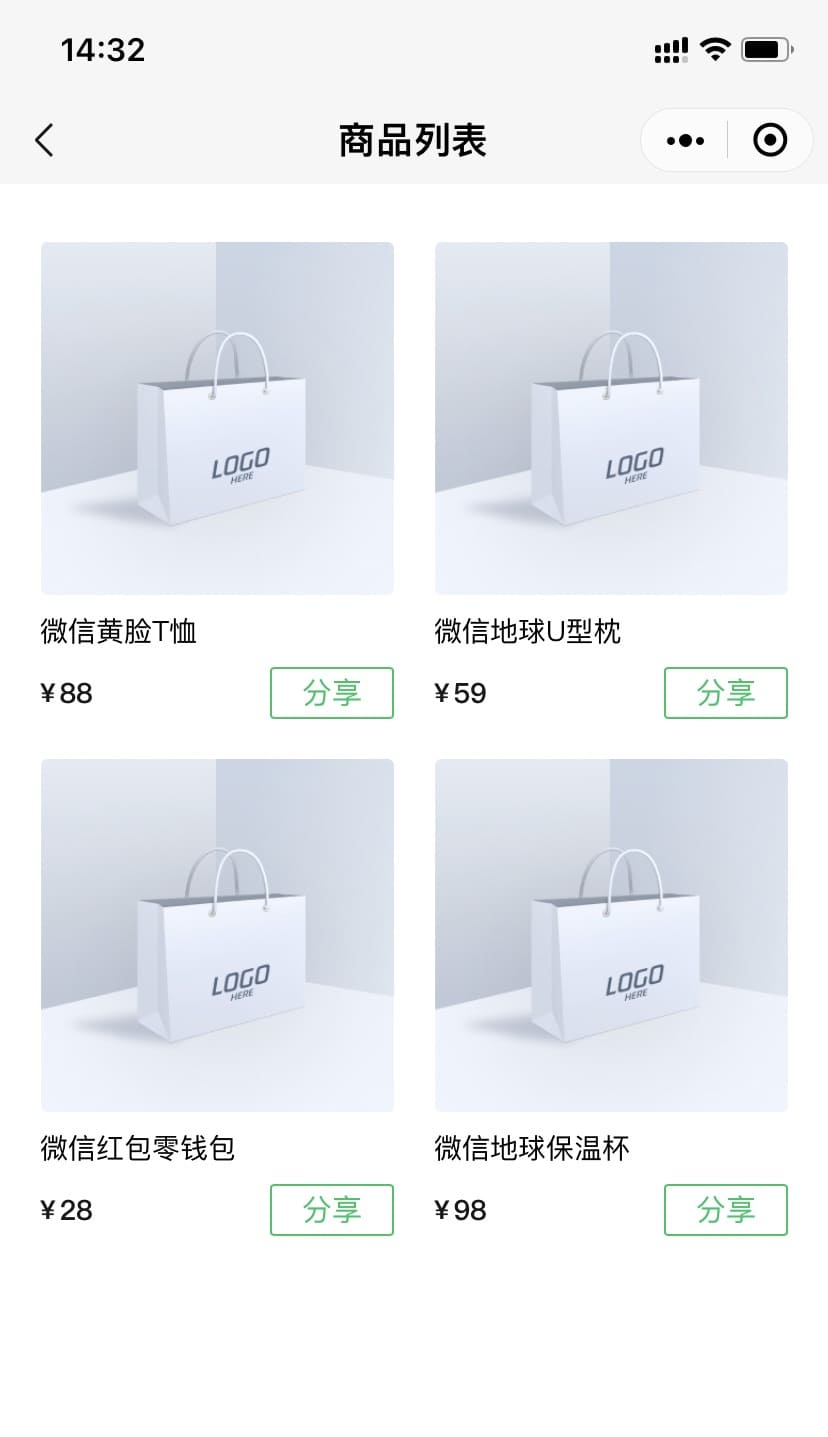 14:32
商品列表
LOGO
HERE
LOGO
HERE
微信黄脸T恤
微信地球U型枕
¥88
分享
¥59
分享
LOGO
HERE
LOGO
HERE
微信红包零钱包
微信地球保温杯
¥28
分享
¥98
分享